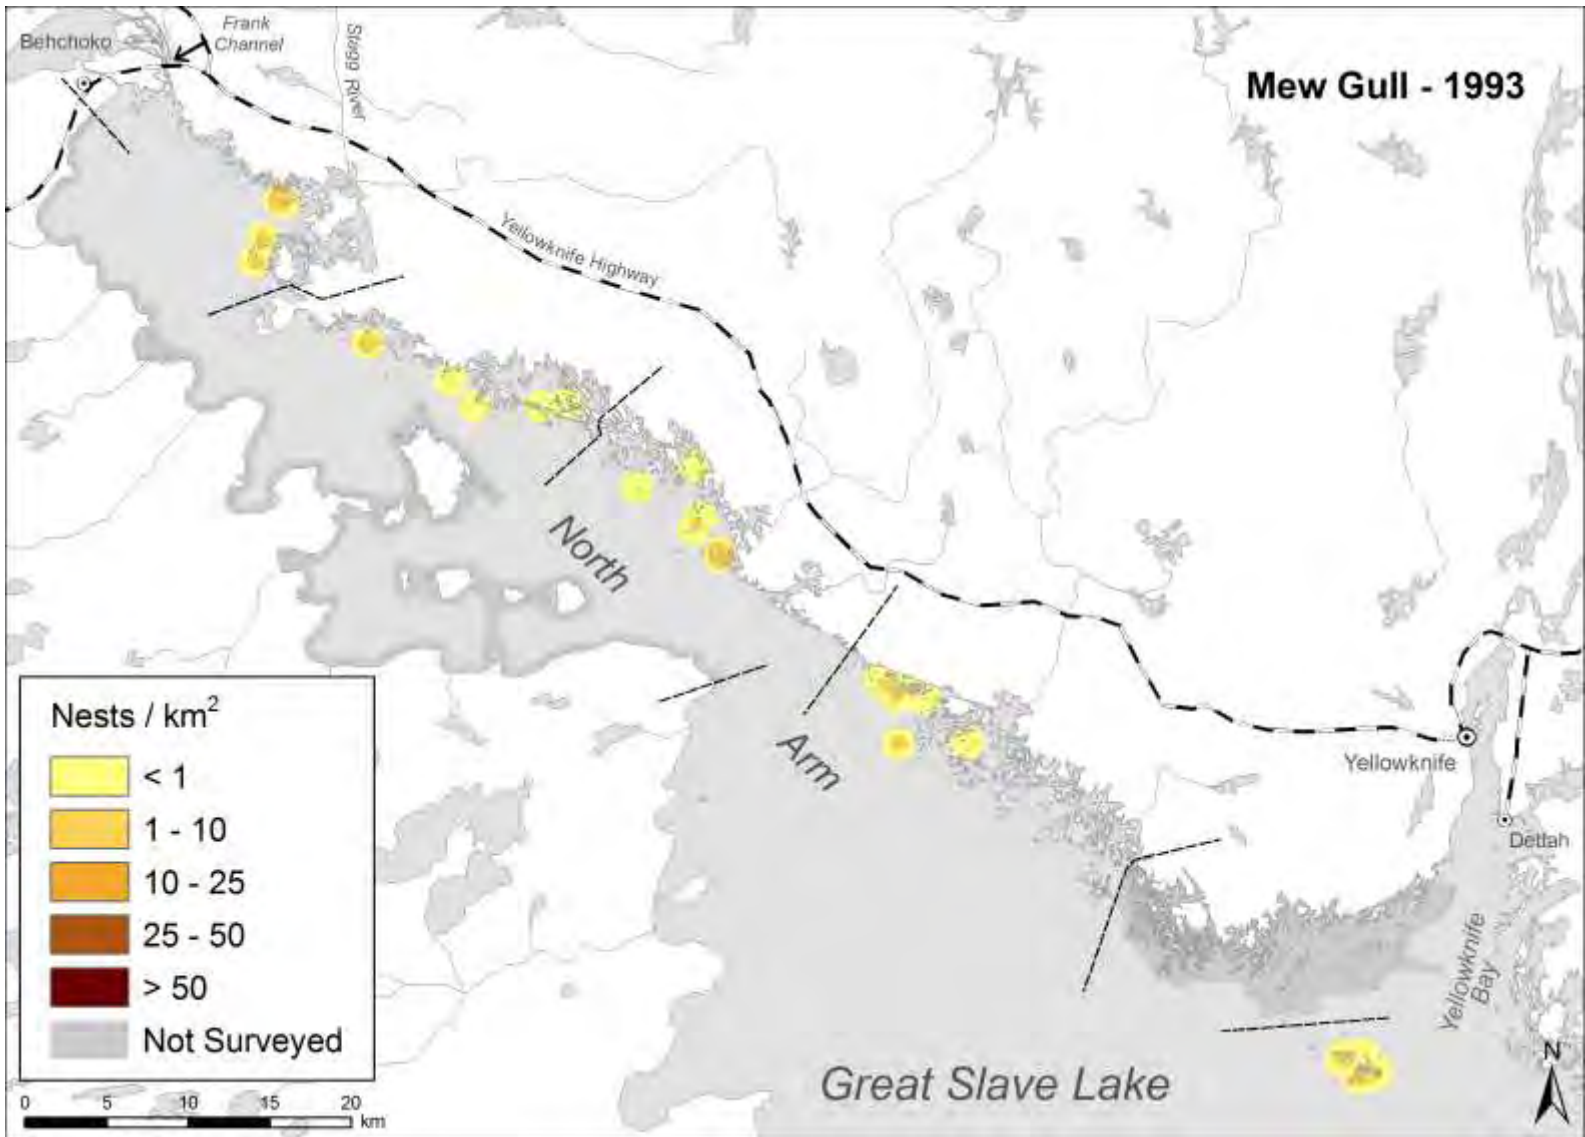 Behchoko
Frank
Channel
Stagg River
Mew Gull - 1993
Yellowknife Highway
North
Arm
Nests / km²
< 1
1 - 10
10 - 25
25 - 50
> 50
Not Surveyed
0 5 10 15 20
km
Yellowknife
Dettah
Yellowknife
Bay
Great Slave Lake
N